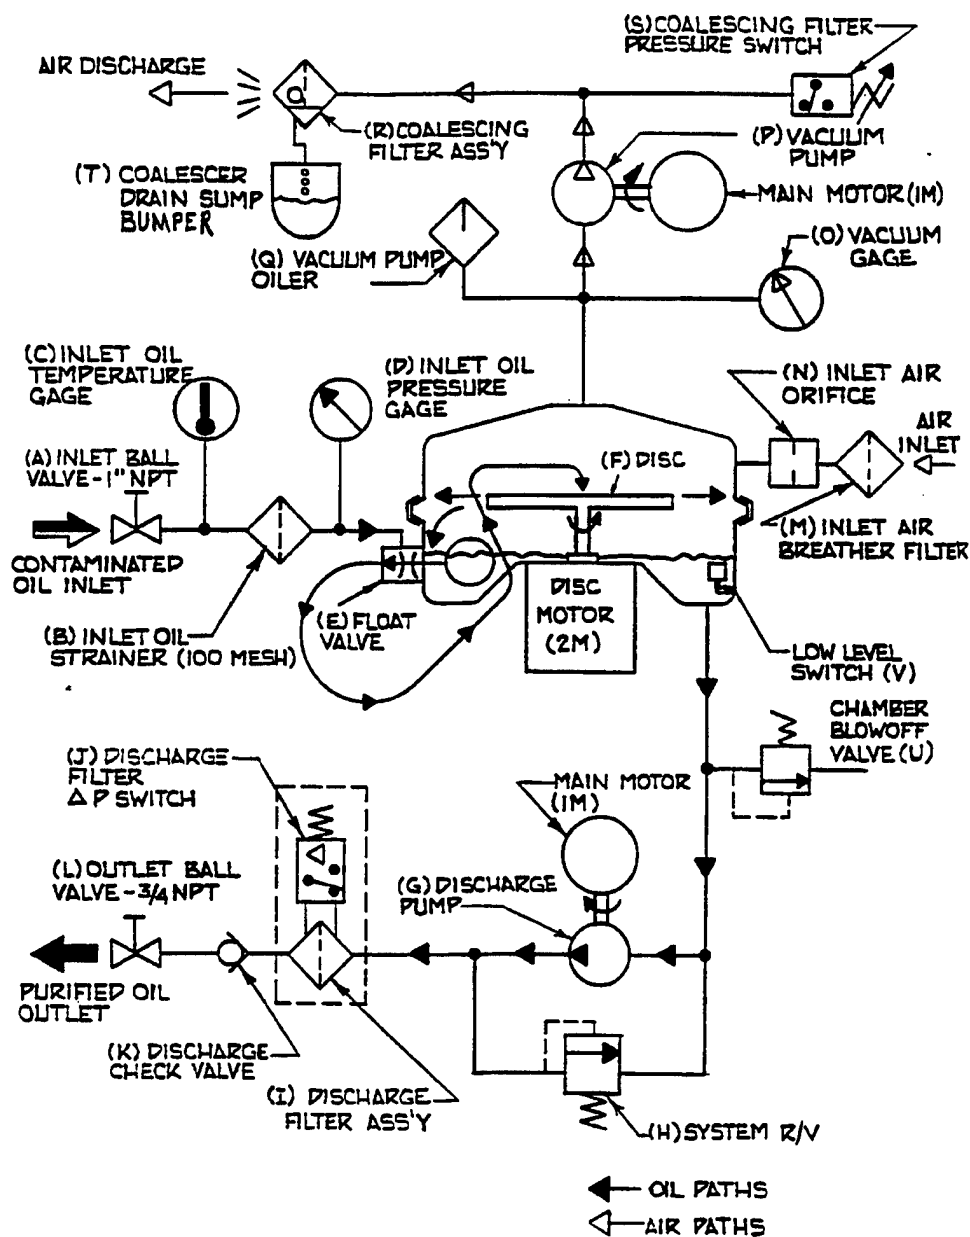 (S) COALESCING FILTER
PRESSURE SWITCH
AIR DISCHARGE
(R) COALESCING
FILTER ASS'Y
(P) VACUUM
PUMP
(T) COALESCER
DRAIN SUMP
BUMPER
MAIN MOTOR (1M)
(Q) VACUUM PUMP
OILER
(O) VACUUM
GAGE
(C) INLET OIL
TEMPERATURE
GAGE
(D) INLET OIL
PRESSURE
GAGE
(N) INLET AIR
ORIFICE
AIR
INLET
(A) INLET BALL
VALVE-1" NPT
(F) DISC
(M) INLET AIR
BREATHER FILTER
CONTAMINATED
OIL INLET
DISC
MOTOR
(2M)
(E) FLOAT
VALVE
(B) INLET OIL
STRAINER (100 MESH)
LOW LEVEL
SWITCH (V)
CHAMBER
BLOWOFF
VALVE (U)
(J) DISCHARGE
FILTER
Δ P SWITCH
MAIN MOTOR
(1M)
(L) OUTLET BALL
VALVE-3/4 NPT
(G) DISCHARGE
PUMP
PURIFIED OIL
OUTLET
(K) DISCHARGE
CHECK VALVE
(I) DISCHARGE
FILTER ASS'Y
(H) SYSTEM R/V
OIL PATHS
AIR PATHS